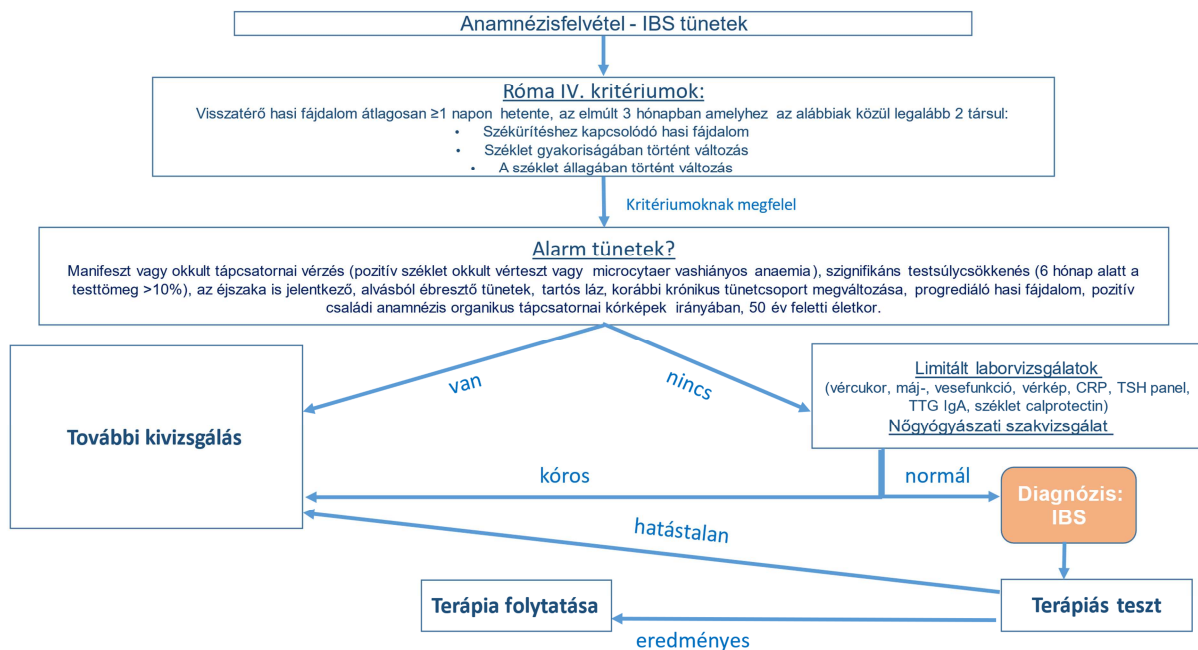 Anamnézisfelvétel - IBS tünetek
Róma IV. kritériumok:
Visszatérő hasi fájdalom átlagosan ≥1 napon hetente, az elmúlt 3 hónapban amelyhez az alábbiak közül legalább 2 társul:
• Székürítéshez kapcsolódó hasi fájdalom
• Széklet gyakoriságában történt változás
• A széklet állagában történt változás
Kritériumoknak megfelel
Alarm tünetek?
Manifeszt vagy okkult tápcsatornai vérzés (pozitív széklet okkult vérteszt vagy microcytaer vashiányos anaemia), szignifikáns testsúlycsökkenés (6 hónap alatt a
testtömeg >10%), az éjszaka is jelentkező, alvásból ébresztő tünetek, tartós láz, korábbi krónikus tünetcsoport megváltozása, progrediáló hasi fájdalom, pozitív
családi anamnézis organikus tápcsatornai kórképek irányában, 50 év feletti életkor.
van
nincs
Limitált laborvizsgálatok
(vércukor, máj-, vesefunkció, vérkép, CRP, TSH panel,
TTG IgA, széklet calprotectin)
Nőgyógyászati szakvizsgálat
További kivizsgálás
kóros
normál
Diagnózis:
IBS
hatástalan
Terápia folytatása
Terápiás teszt
eredményes